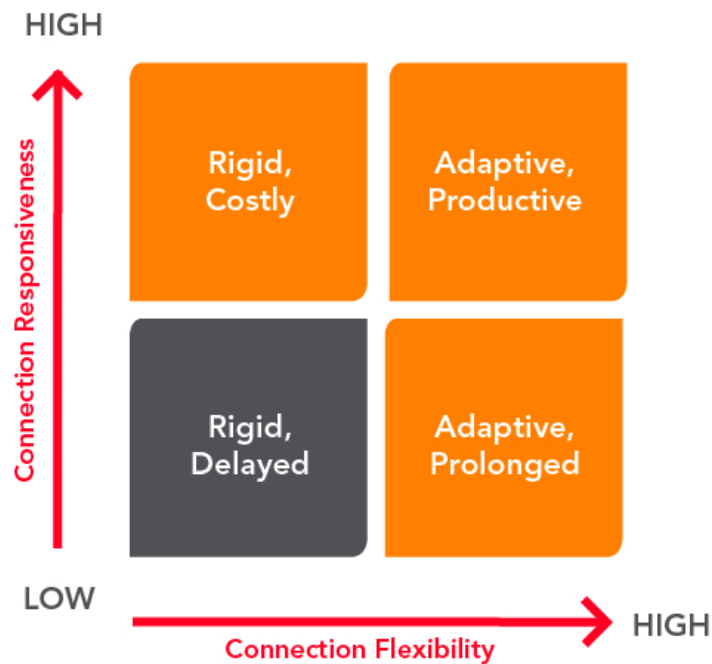 HIGH
Connection Responsiveness
Rigid,
Costly
Adaptive,
Productive
Rigid,
Delayed
Adaptive,
Prolonged
LOW
HIGH
Connection Flexibility